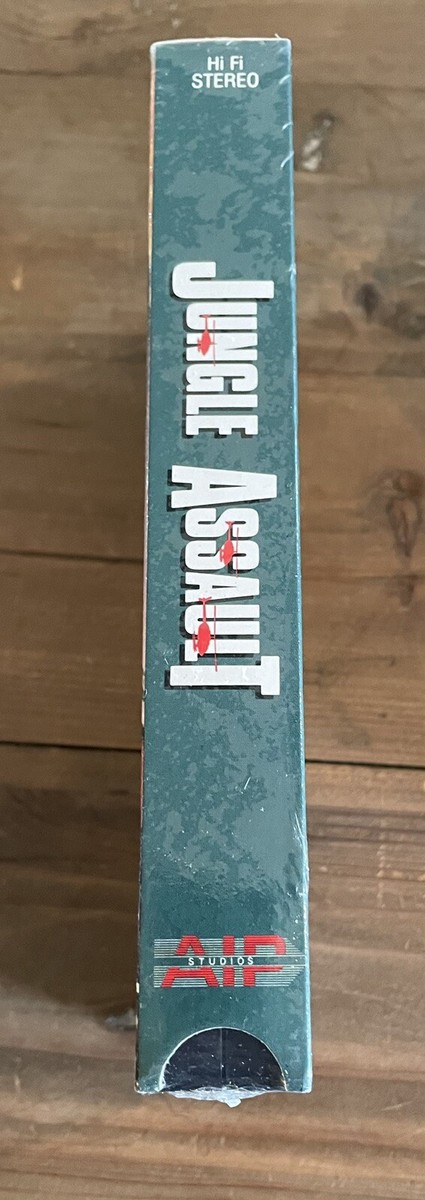 Hi Fi
STEREO
JUNGLE ASSAULT
AIP
STUDIOS